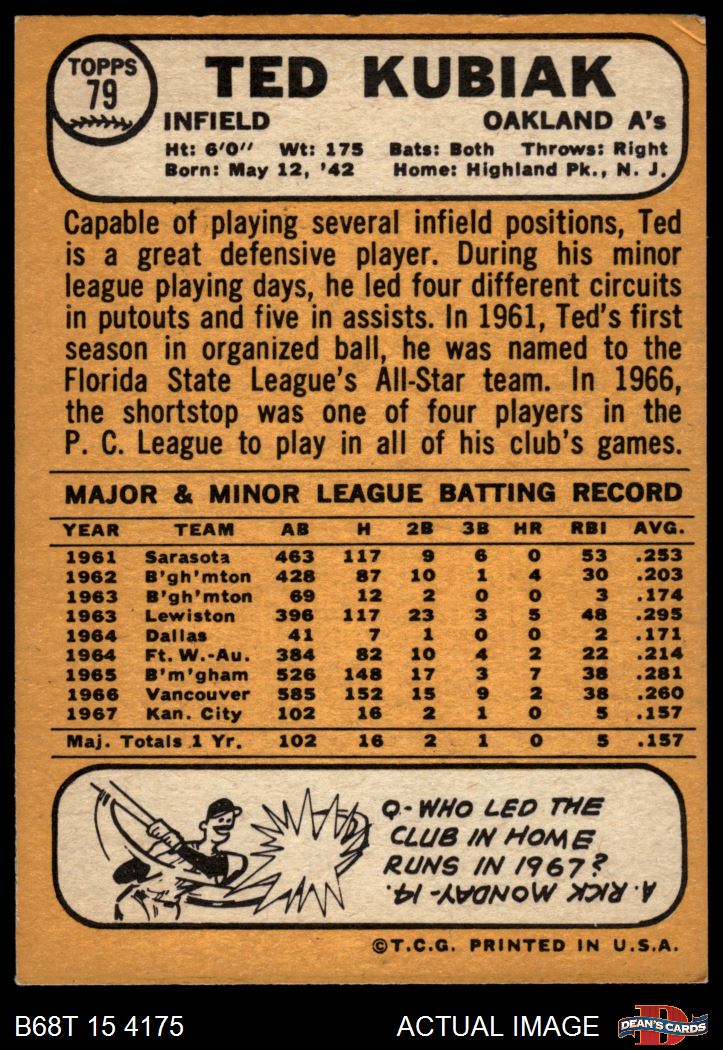 TOPPS
79
TED KUBIAK
INFIELD OAKLAND A's
Ht: 6'0" Wt: 175 Bats: Both Throws: Right
Born: May 12, '42 Home: Highland Pk., N. J.
Capable of playing several infield positions, Ted
is a great defensive player. During his minor
league playing days, he led four different circuits
in putouts and five in assists. In 1961, Ted's first
season in organized ball, he was named to the
Florida State League's All-Star team. In 1966,
the shortstop was one of four players in the
P. C. League to play in all of his club's games.
MAJOR & MINOR LEAGUE BATTING RECORD
YEAR TEAM AB H 2B 3B HR RBI AVG.
1961 Sarasota 463 117 9 6 0 53 .253
1962 B'gh'mton 428 87 10 1 4 30 .203
1963 B'gh'mton 69 12 2 0 0 3 .174
1963 Lewiston 396 117 23 3 5 48 .295
1964 Dallas 41 7 1 0 0 2 .171
1964 Ft. W.-Au. 384 82 10 4 2 22 .214
1965 B'm'gham 526 148 17 3 7 38 .281
1966 Vancouver 585 152 15 9 2 38 .260
1967 Kan. City 102 16 2 1 0 5 .157
Maj. Totals 1 Yr. 102 16 2 1 0 5 .157
Q-WHO LED THE
CLUB IN HOME
RUNS IN 1967?
A. RICK MONDAY-14.
©T.C.G. PRINTED IN U.S.A.
B68T 15 4175 ACTUAL IMAGE DEAN'S CARDS